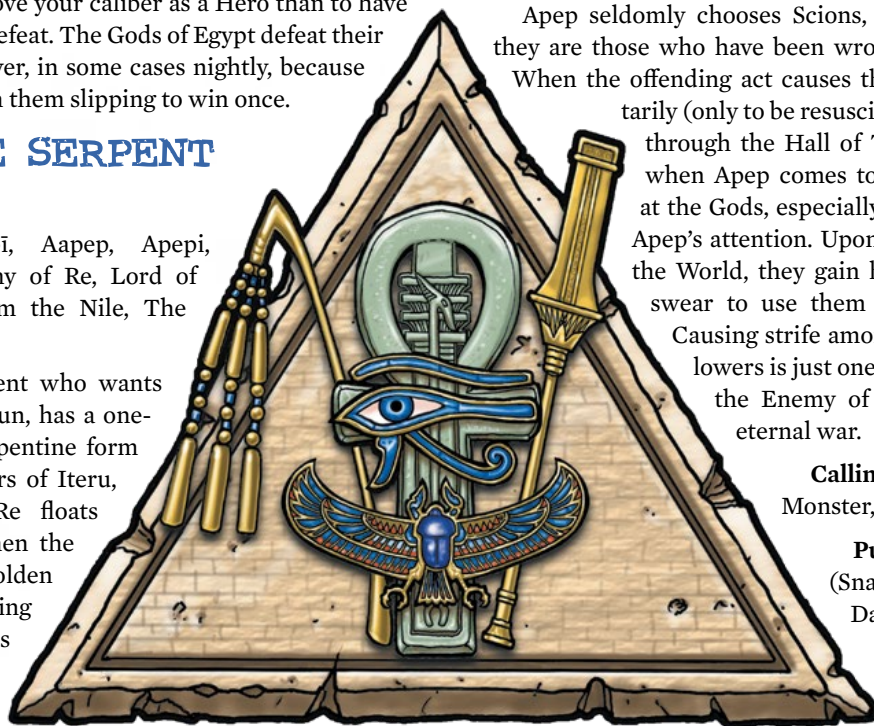 ove your caliber as a Hero than to have
efeat. The Gods of Egypt defeat their
ver, in some cases nightly, because
n them slipping to win once.
E SERPENT
ī, Aapep, Apepi,
ny of Re, Lord of
m the Nile, The
ent who wants
un, has a one-
pentine form
rs of Iteru,
Re floats
hen the
olden
ing
s
Apep seldomly chooses Scions,
they are those who have been wro
When the offending act causes th
tarily (only to be resusci
through the Hall of T
when Apep comes to
at the Gods, especially
Apep’s attention. Upon
the World, they gain h
swear to use them
Causing strife amo
lowers is just one
the Enemy of
eternal war.
Callin
Monster,
Pu
(Sna
Da